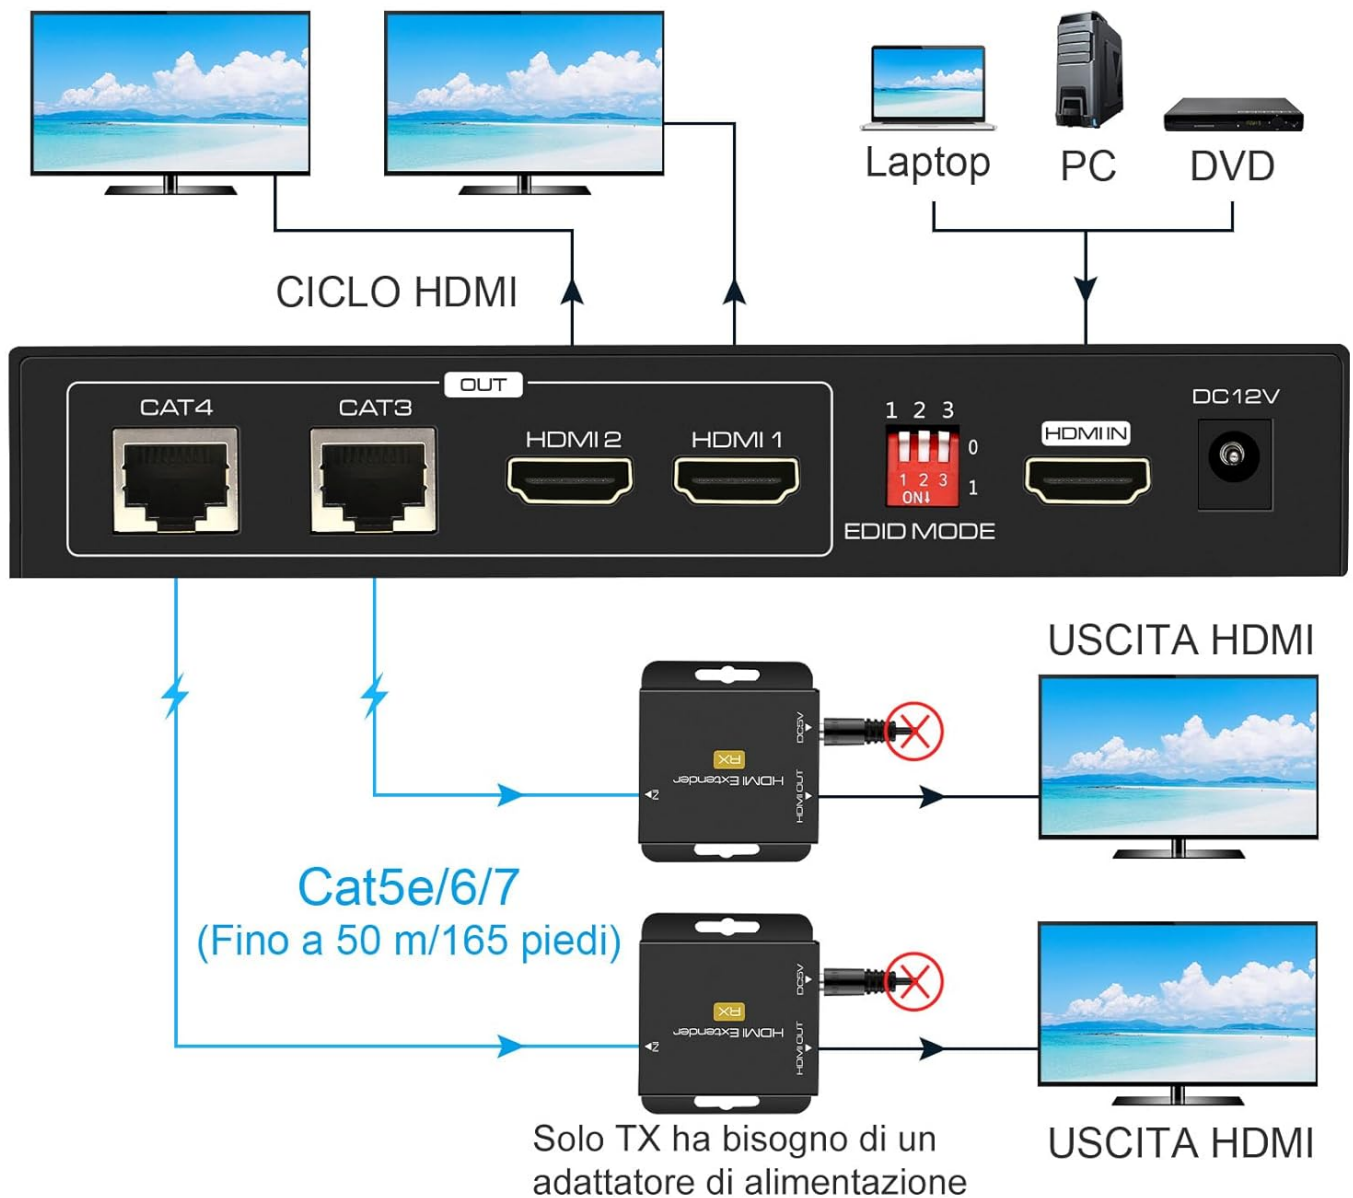 Laptop
PC
DVD
CICLO HDMI
OUT
CAT4
CAT3
HDMI 2
HDMI 1
1 2 3
0
1 2 3
ON↓
1
EDID MODE
HDMI IN
DC12V
USCITA HDMI
DC5V
RX
HDMI Extender
HDMI OUT
IN
Cat5e/6/7
(Fino a 50 m/165 piedi)
DC5V
RX
HDMI Extender
HDMI OUT
IN
Solo TX ha bisogno di un
adattatore di alimentazione
USCITA HDMI